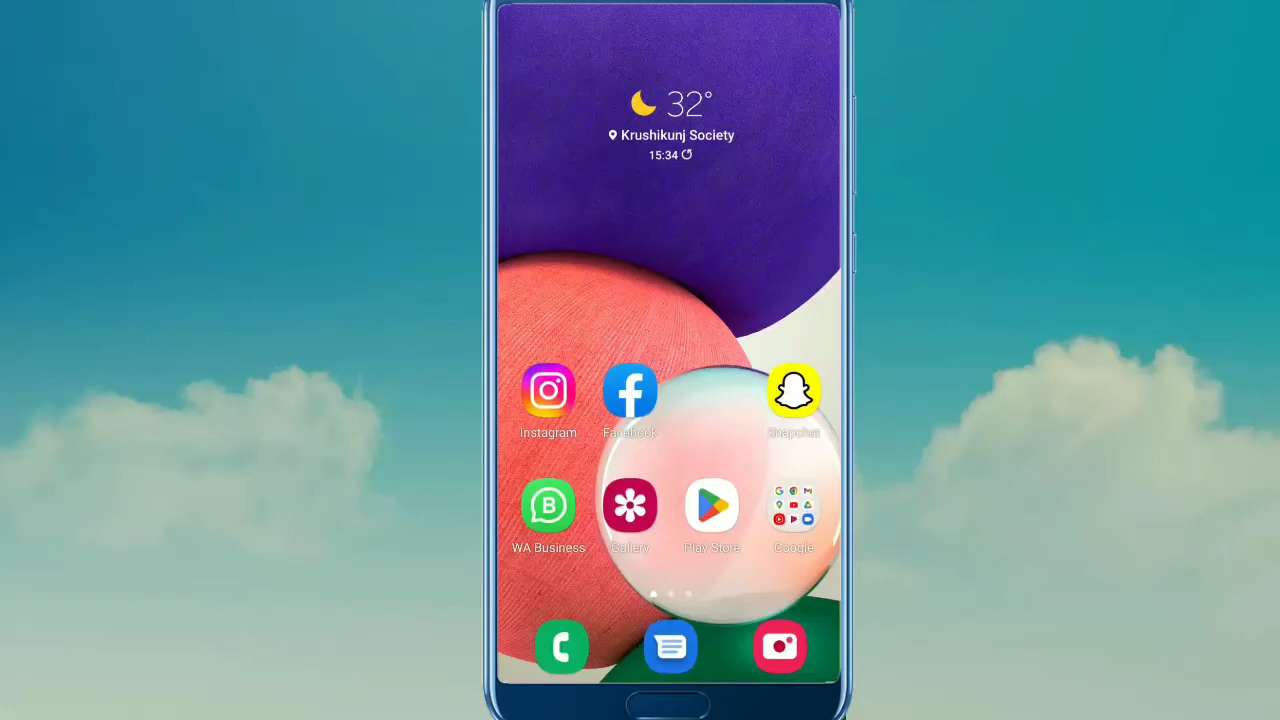 32°
Krushikunj Society
15:34
Instagram
Facebook
Snapchat
WA Business
Gallery
Play Store
Google